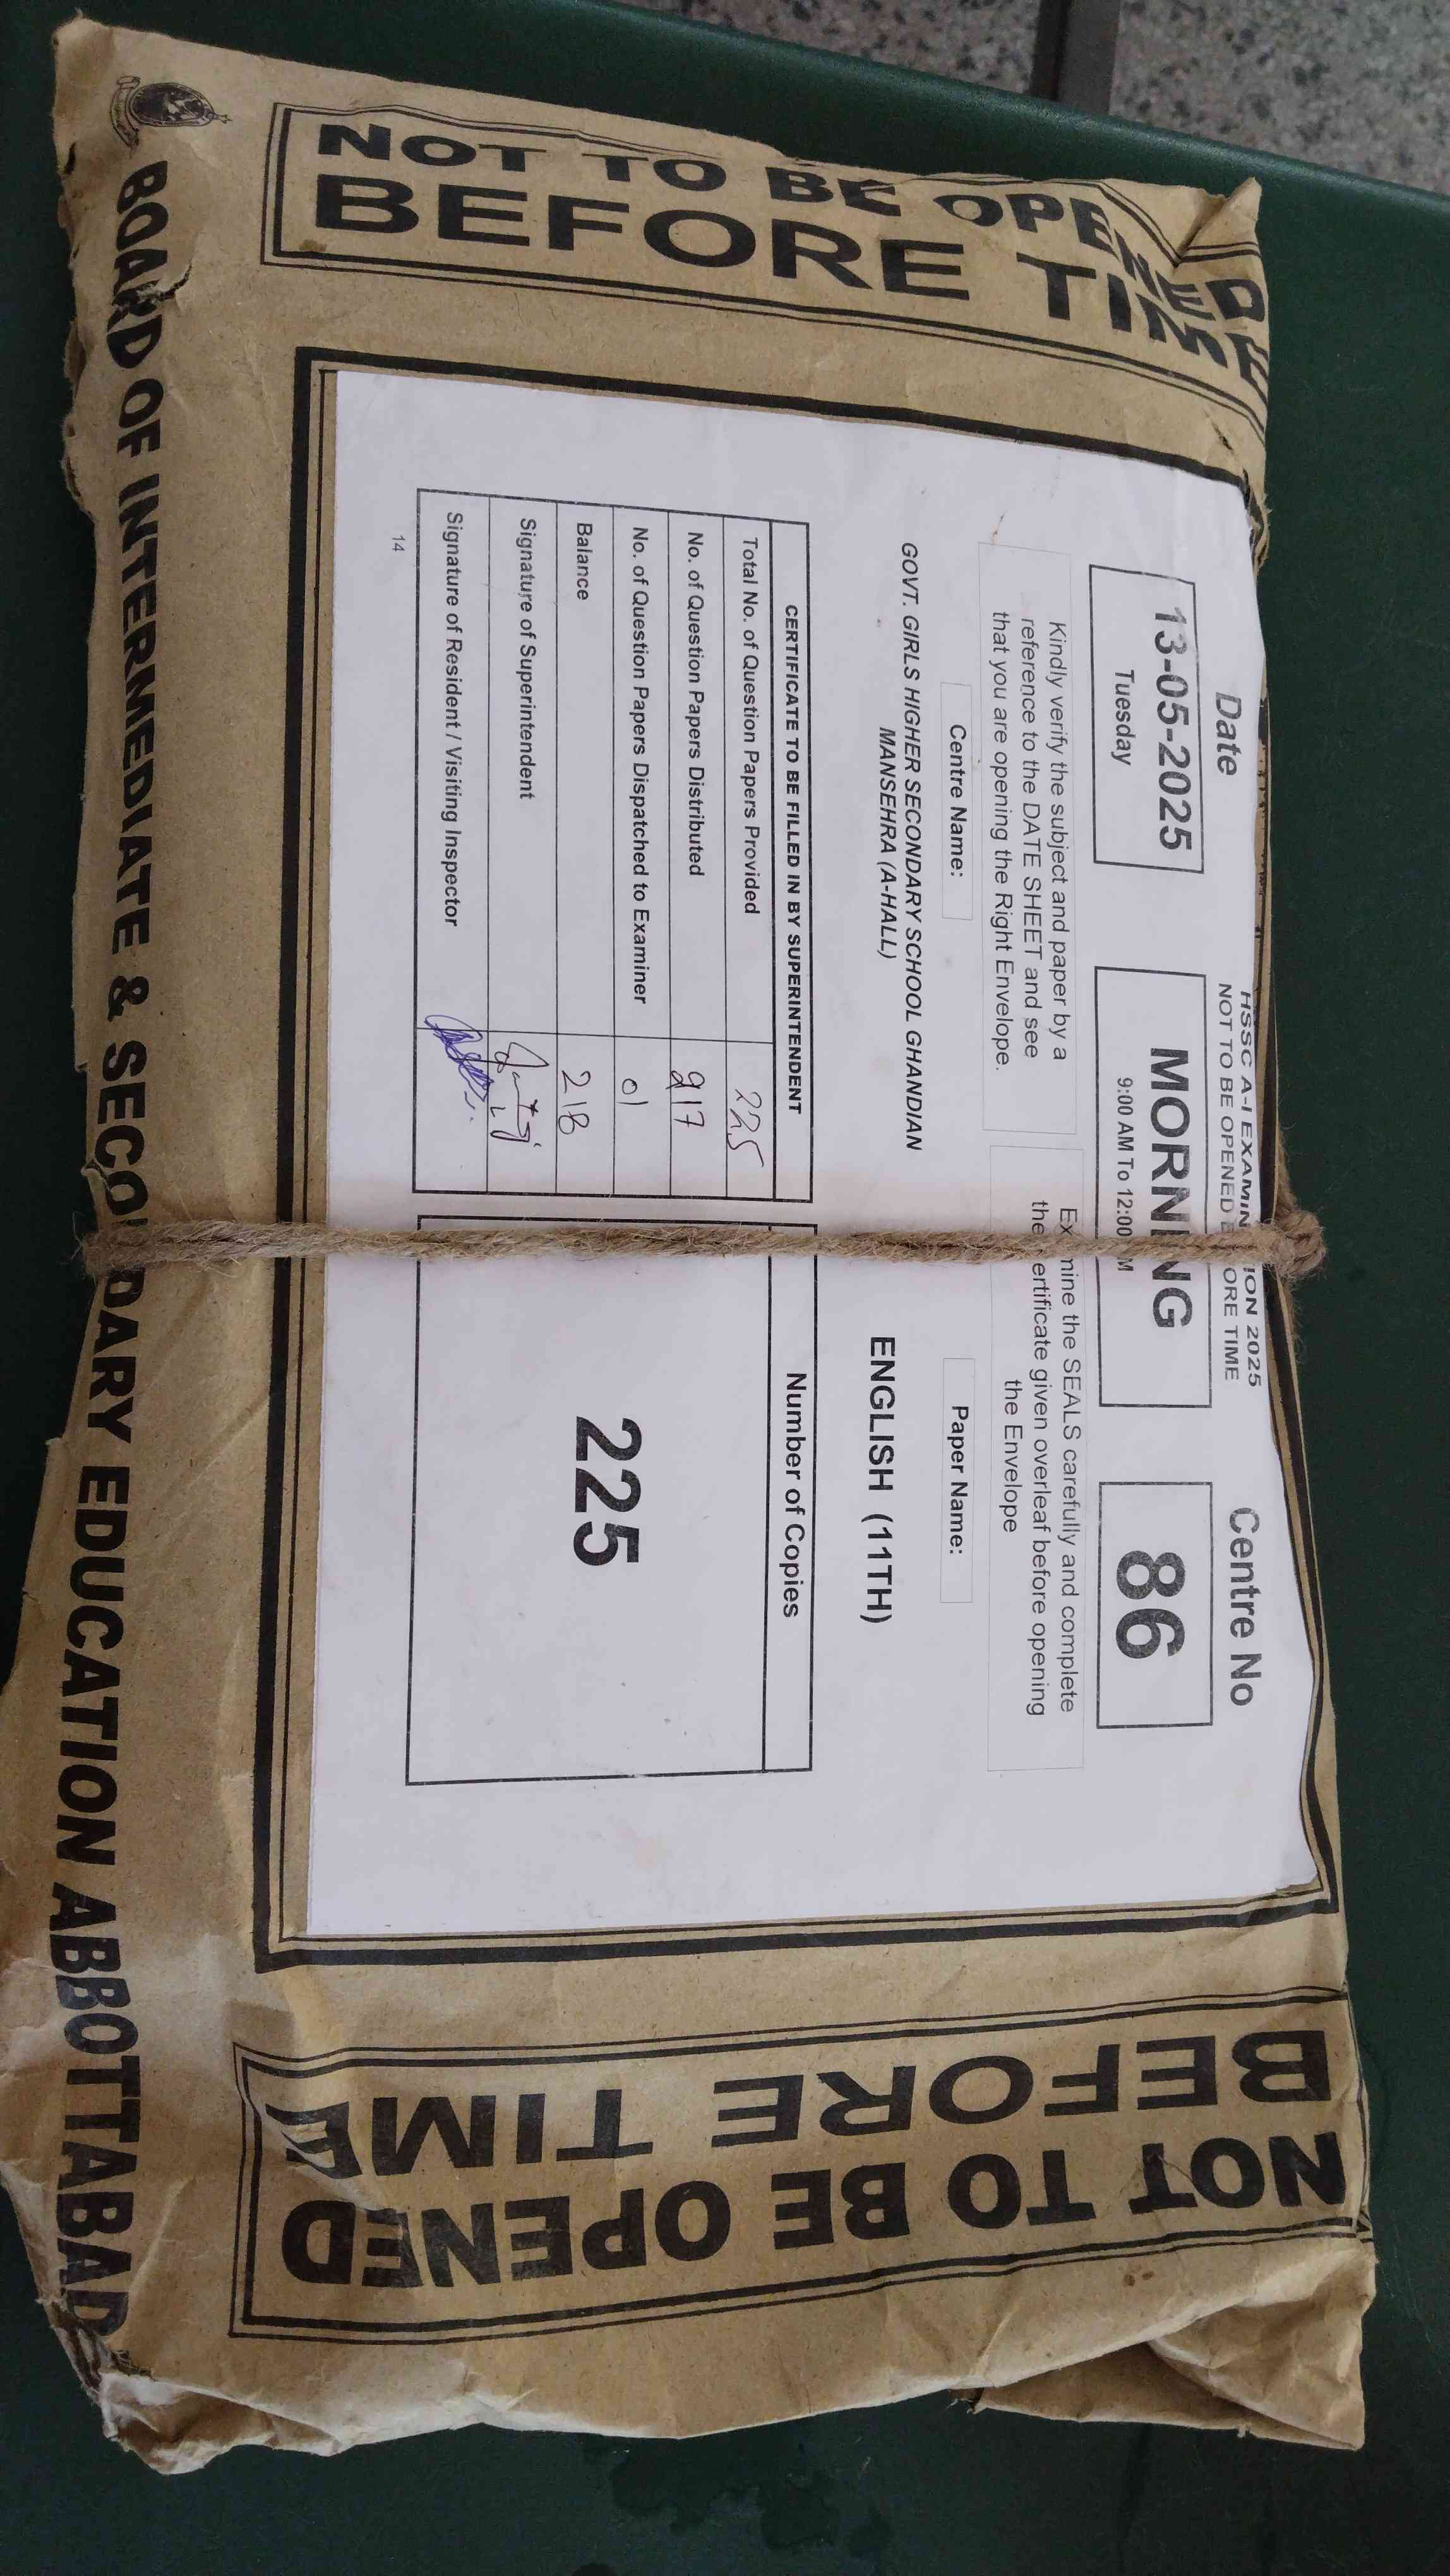 NOT TO BE OPENED
BEFORE TIME
HSSC A-I EXAMINATION 2025
NOT TO BE OPENED BEFORE TIME
Date
13-05-2025
Tuesday
MORNING
9:00 AM To 12:00 PM
Centre No
86
Kindly verify the subject and paper by a
reference to the DATE SHEET and see
that you are opening the Right Envelope.
Examine the SEALS carefully and complete
the certificate given overleaf before opening
the Envelope
Centre Name:
GOVT. GIRLS HIGHER SECONDARY SCHOOL GHANDIAN
MANSEHRA (A-HALL)
Paper Name:
ENGLISH (11TH)
CERTIFICATE TO BE FILLED IN BY SUPERINTENDENT
Total No. of Question Papers Provided 225
No. of Question Papers Distributed 217
No. of Question Papers Dispatched to Examiner 01
Balance 218
Signature of Superintendent
Signature of Resident / Visiting Inspector
Number of Copies
225
14
NOT TO BE OPENED
BEFORE TIME
BOARD OF INTERMEDIATE & SECONDARY EDUCATION ABBOTTABAD